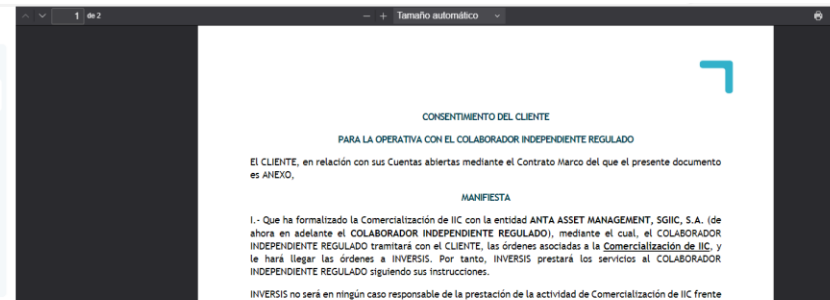 1 de 2 Tamaño automático
CONSENTIMIENTO DEL CLIENTE
PARA LA OPERATIVA CON EL COLABORADOR INDEPENDIENTE REGULADO
El CLIENTE, en relación con sus Cuentas abiertas mediante el Contrato Marco del que el presente documento
es ANEXO,
MANIFIESTA
I.- Que ha formalizado la Comercialización de IIC con la entidad ANTA ASSET MANAGEMENT, SGIIC, S.A. (de
ahora en adelante el COLABORADOR INDEPENDIENTE REGULADO), mediante el cual, el COLABORADOR
INDEPENDIENTE REGULADO tramitará con el CLIENTE, las órdenes asociadas a la Comercialización de IIC, y
le hará llegar las órdenes a INVERSIS. Por tanto, INVERSIS prestará los servicios al COLABORADOR
INDEPENDIENTE REGULADO siguiendo sus instrucciones.
INVERSIS no será en ningún caso responsable de la prestación de la actividad de Comercialización de IIC frente